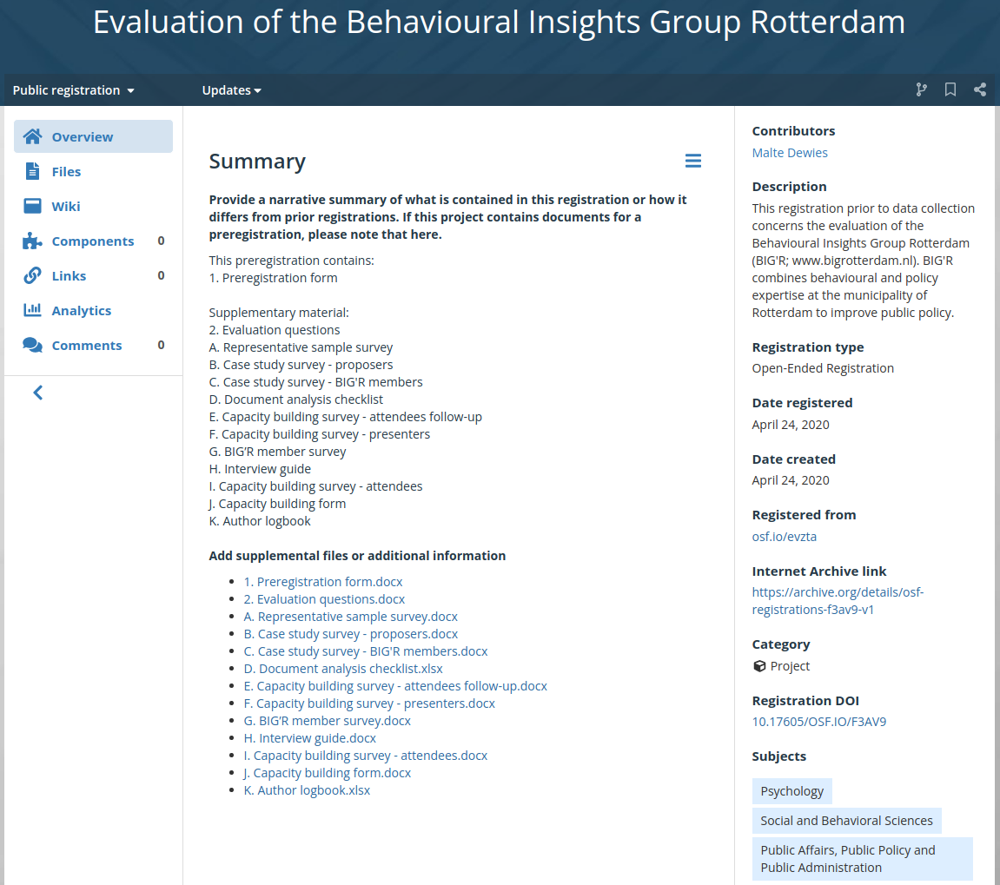 Evaluation of the Behavioural Insights Group Rotterdam
Public registration
Updates
Overview
Files
Wiki
Components 0
Links 0
Analytics
Comments 0
Summary
Provide a narrative summary of what is contained in this registration or how it
differs from prior registrations. If this project contains documents for a
preregistration, please note that here.
This preregistration contains:
1. Preregistration form
Supplementary material:
2. Evaluation questions
A. Representative sample survey
B. Case study survey - proposers
C. Case study survey - BIG'R members
D. Document analysis checklist
E. Capacity building survey - attendees follow-up
F. Capacity building survey - presenters
G. BIG’R member survey
H. Interview guide
I. Capacity building survey - attendees
J. Capacity building form
K. Author logbook
Add supplemental files or additional information
1. Preregistration form.docx
2. Evaluation questions.docx
A. Representative sample survey.docx
B. Case study survey - proposers.docx
C. Case study survey - BIG'R members.docx
D. Document analysis checklist.xlsx
E. Capacity building survey - attendees follow-up.docx
F. Capacity building survey - presenters.docx
G. BIG’R member survey.docx
H. Interview guide.docx
I. Capacity building survey - attendees.docx
J. Capacity building form.docx
K. Author logbook.xlsx
Contributors
Malte Dewies
Description
This registration prior to data collection
concerns the evaluation of the
Behavioural Insights Group Rotterdam
(BIG'R; www.bigrotterdam.nl). BIG'R
combines behavioural and policy
expertise at the municipality of
Rotterdam to improve public policy.
Registration type
Open-Ended Registration
Date registered
April 24, 2020
Date created
April 24, 2020
Registered from
osf.io/evzta
Internet Archive link
https://archive.org/details/osf-
registrations-f3av9-v1
Category
Project
Registration DOI
10.17605/OSF.IO/F3AV9
Subjects
Psychology
Social and Behavioral Sciences
Public Affairs, Public Policy and
Public Administration